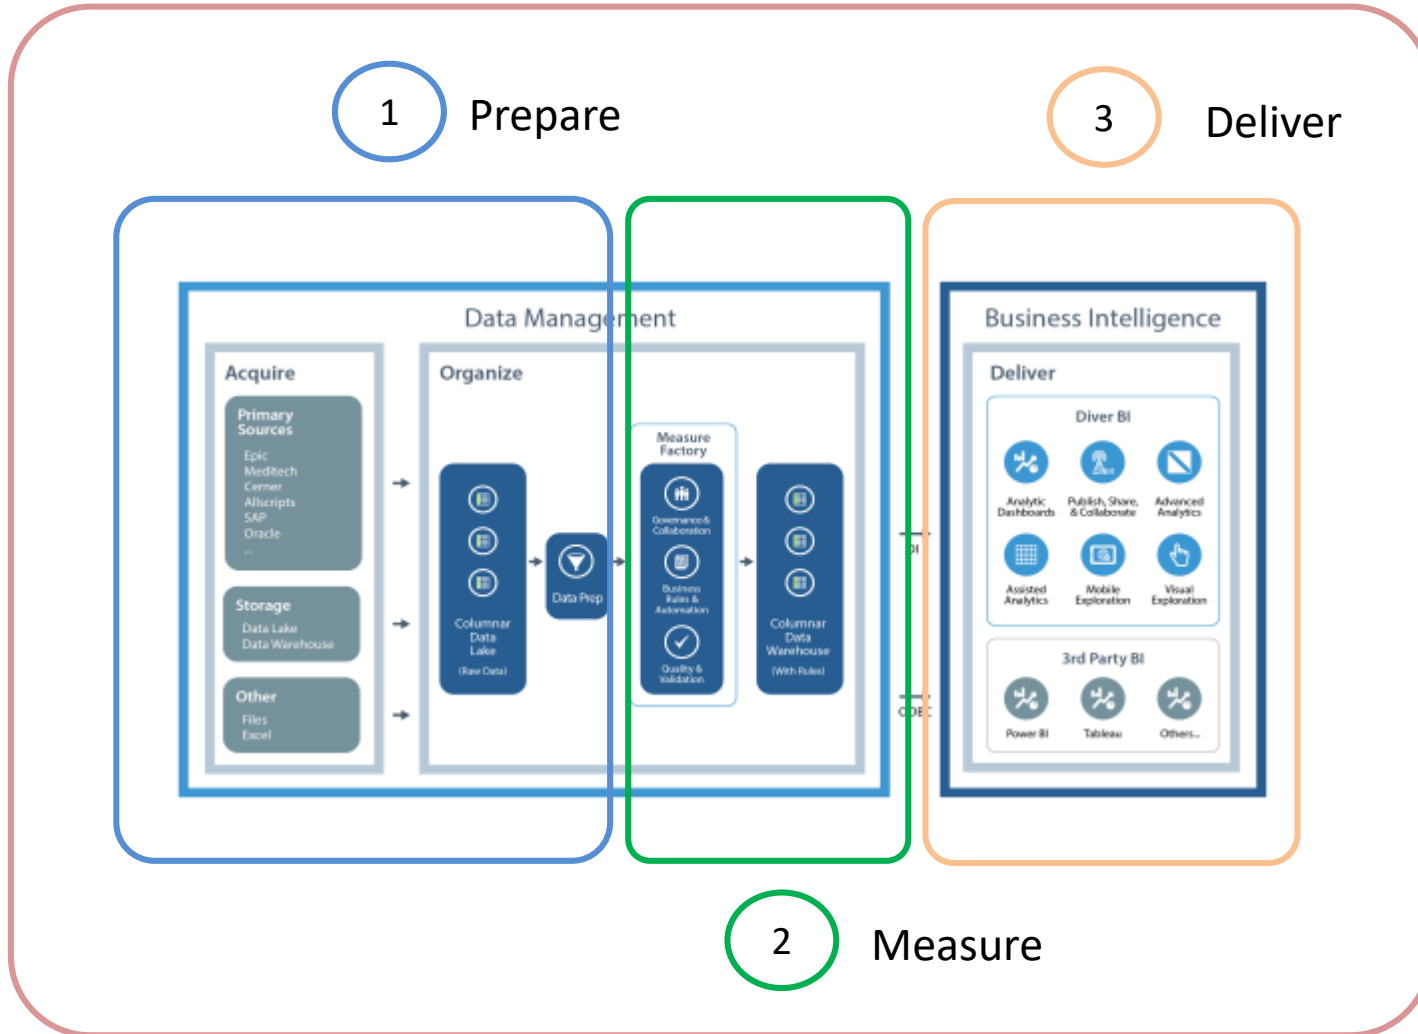 1
Prepare
3
Deliver
Data Management
Business Intelligence
Acquire
Primary
Sources
Epic
Meditech
Cerner
Allscripts
SAP
Oracle
...
Storage
Data Lake
Data Warehouse
Other
Files
Excel
Organize
Columnar
Data
Lake
(Raw Data)
Data Prep
Measure
Factory
Governance &
Collaboration
Business
Rules &
Automation
Quality &
Validation
Columnar
Data
Warehouse
(With Rules)
ODBC
Deliver
Diver BI
Analytic
Dashboards
Publish, Share,
& Collaborate
Advanced
Analytics
Assisted
Analytics
Mobile
Exploration
Visual
Exploration
3rd Party BI
Power BI
Tableau
Others...
2
Measure